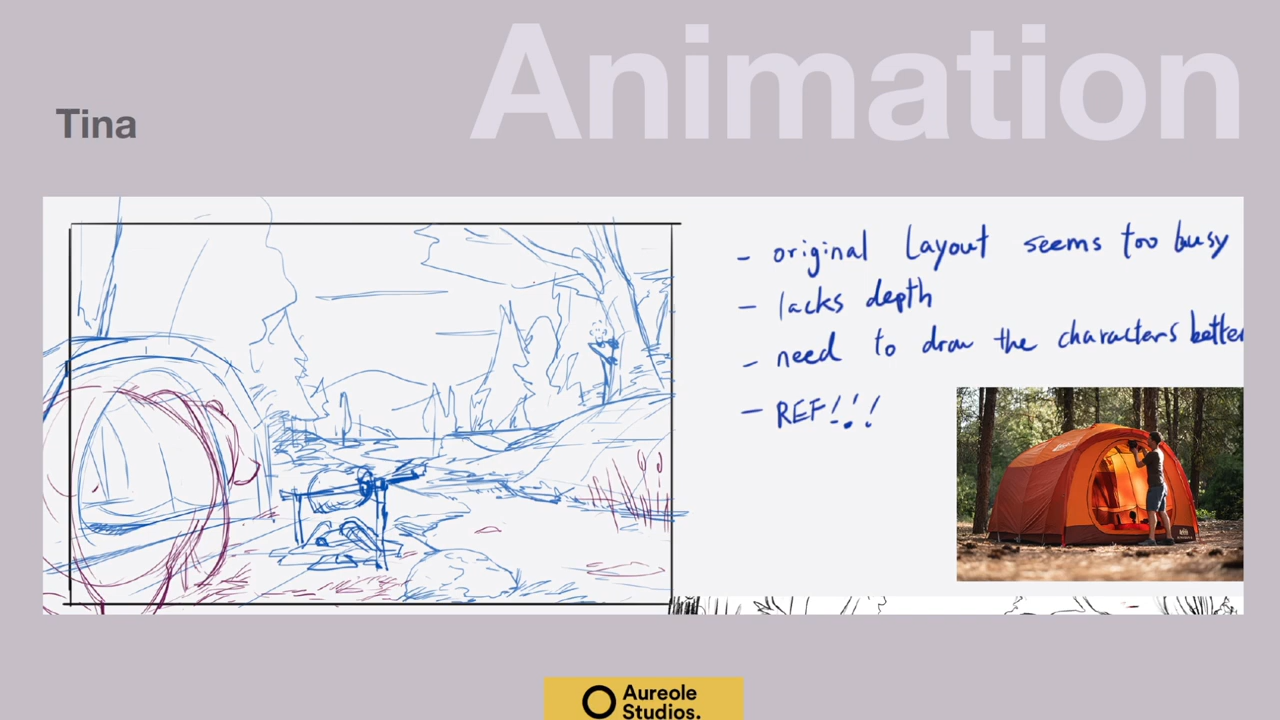 Animation
Tina
- original layout seems too busy
- lacks depth
- need to draw the characters better
- REF!!!
Aureole
Studios.